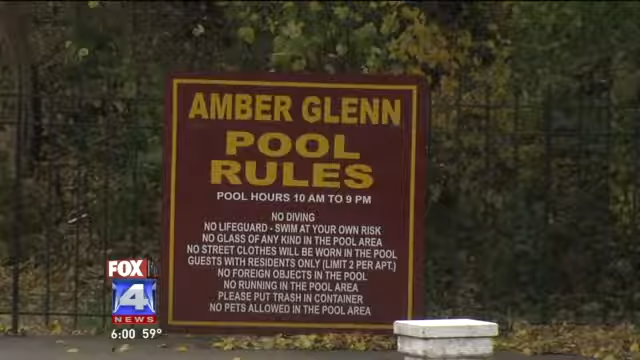 AMBER GLENN
POOL
RULES
POOL HOURS 10 AM TO 9 PM
NO DIVING
NO LIFEGUARD - SWIM AT YOUR OWN RISK
NO GLASS OF ANY KIND IN THE POOL AREA
NO STREET CLOTHES WILL BE WORN IN THE POOL
GUESTS WITH RESIDENTS ONLY (LIMIT 2 PER APT.)
NO FOREIGN OBJECTS IN THE POOL
NO RUNNING IN THE POOL AREA
PLEASE PUT TRASH IN CONTAINER
NO PETS ALLOWED IN THE POOL AREA
FOX
4
NEWS
6:00 59°